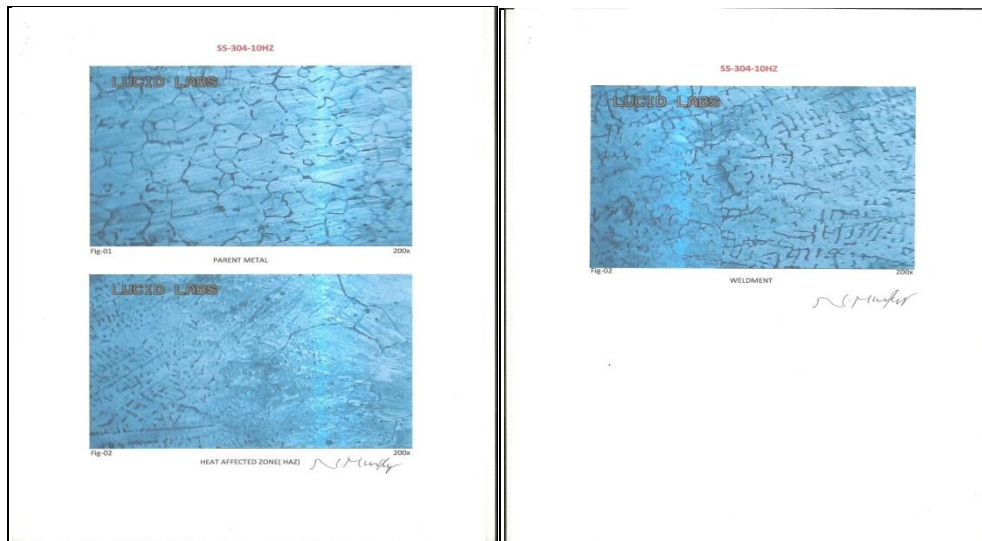 SS-304-10HZ
LUCID LABS
Fig-01 200x
PARENT METAL
LUCID LABS
Fig-02 200x
HEAT AFFECTED ZONE( HAZ)
SS-304-10HZ
LUCID LABS
Fig-02 200x
WELDMENT